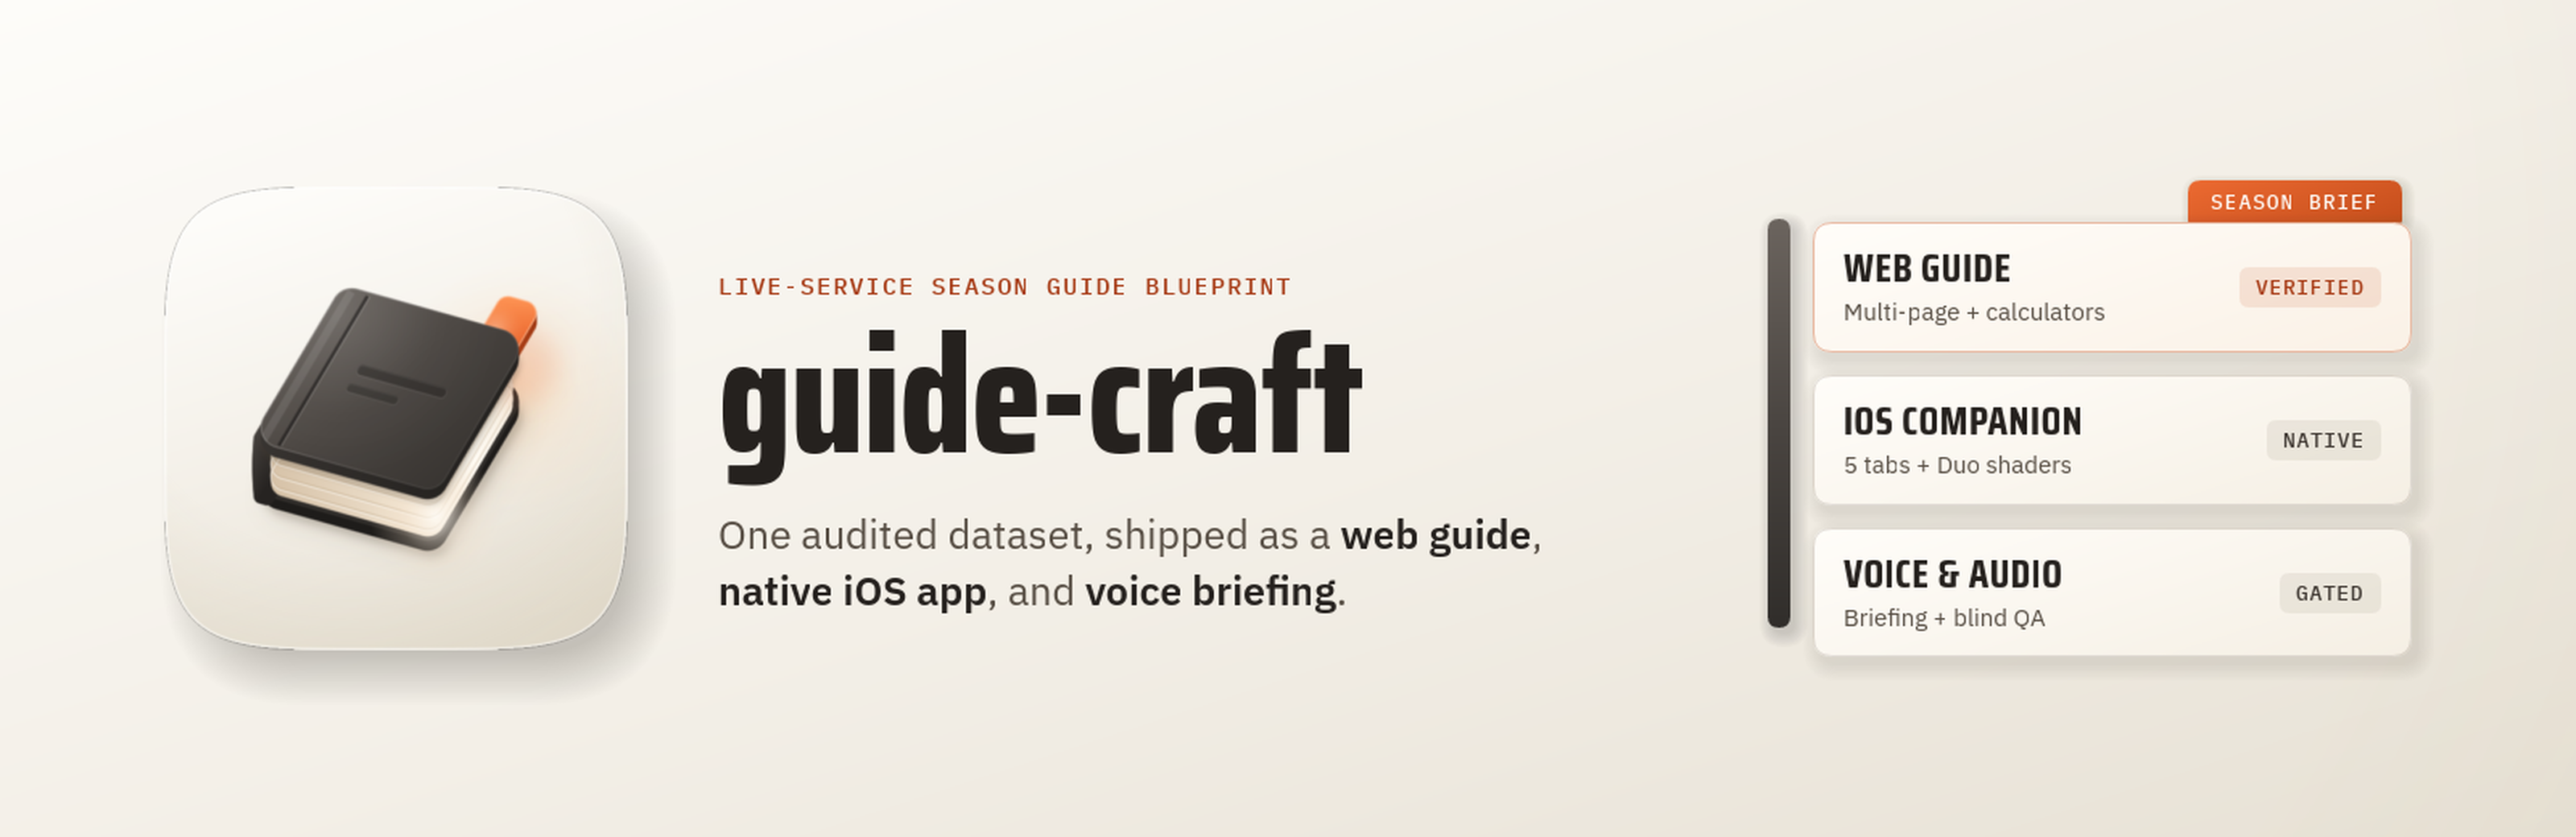 LIVE-SERVICE SEASON GUIDE BLUEPRINT
guide-craft
One audited dataset, shipped as a web guide,
native iOS app, and voice briefing.
SEASON BRIEF
WEB GUIDE
Multi-page + calculators
VERIFIED
IOS COMPANION
5 tabs + Duo shaders
NATIVE
VOICE & AUDIO
Briefing + blind QA
GATED